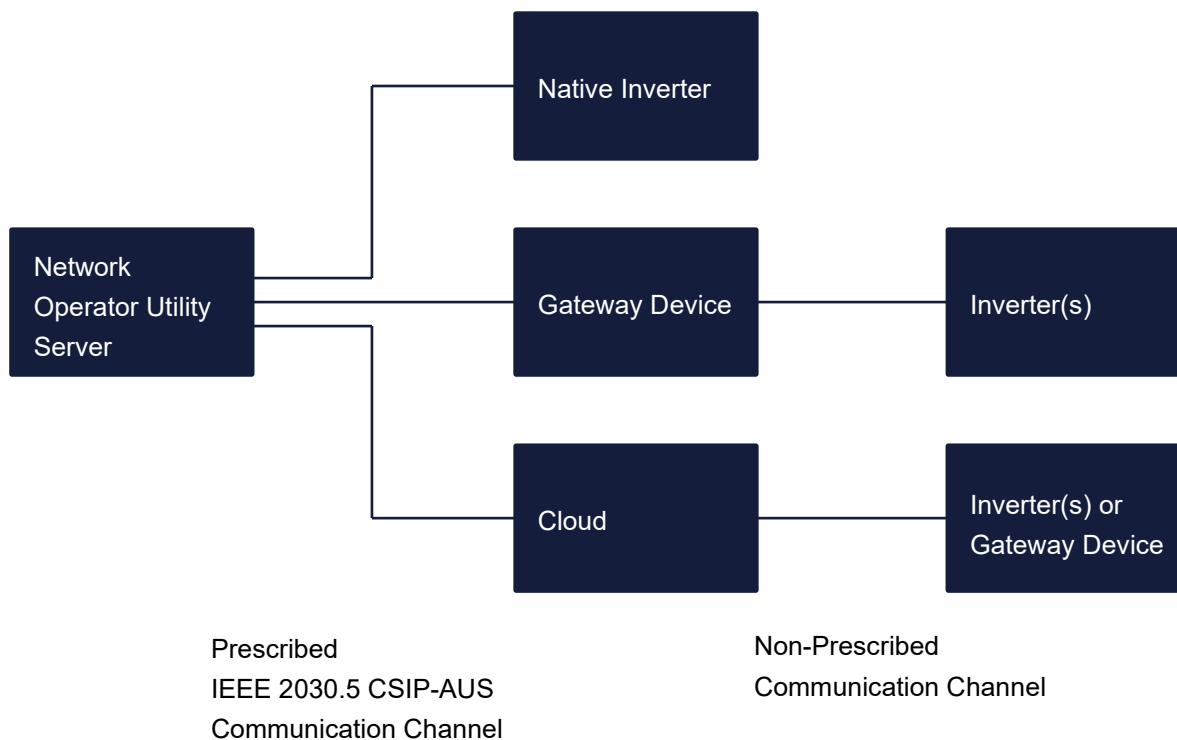 Native Inverter
Network
Operator Utility
Server
Gateway Device
Inverter(s)
Cloud
Inverter(s) or
Gateway Device
Prescribed
IEEE 2030.5 CSIP-AUS
Communication Channel
Non-Prescribed
Communication Channel